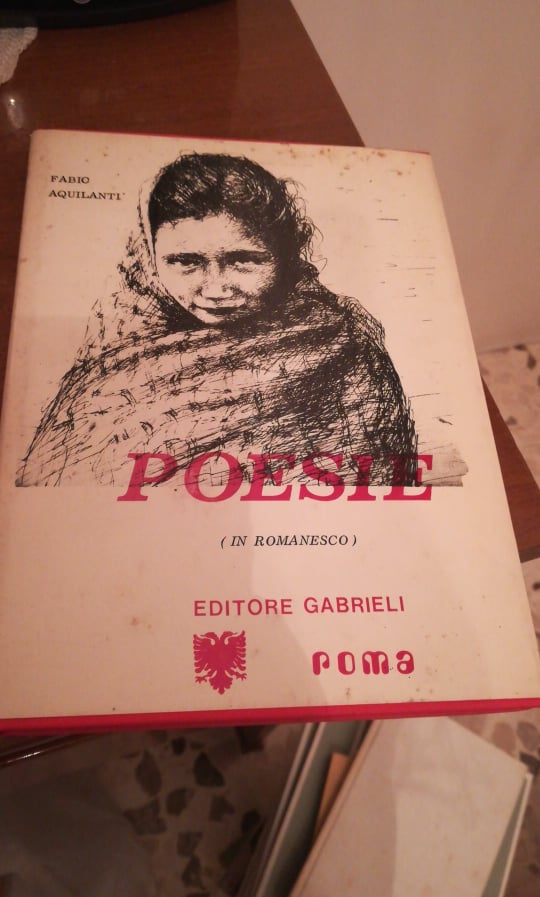 FABIO
AQUILANTI
POESIE
( IN ROMANESCO )
EDITORE GABRIELI
roma